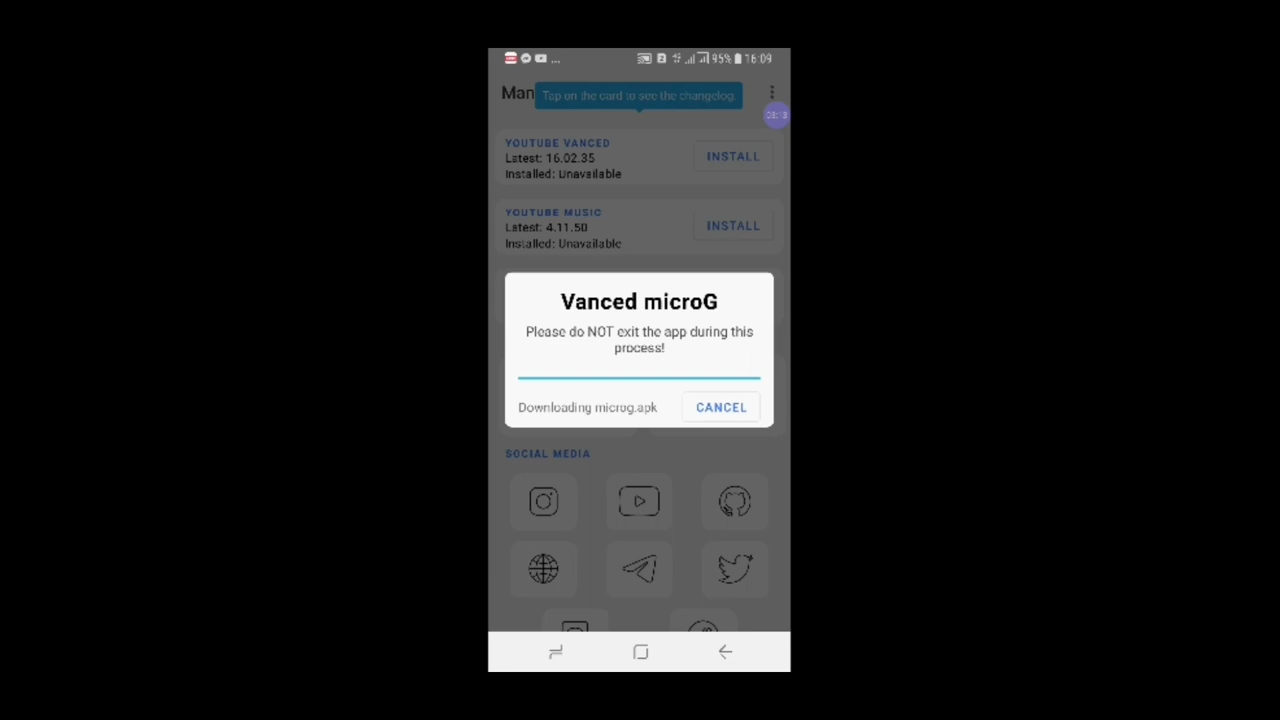 ... 95% 16:09
Man
Tap on the card to see the changelog.
YOUTUBE VANCED
Latest: 16.02.35
Installed: Unavailable
INSTALL
YOUTUBE MUSIC
Latest: 4.11.50
Installed: Unavailable
INSTALL
Vanced microG
Please do NOT exit the app during this
process!
Downloading microg.apk
CANCEL
SOCIAL MEDIA